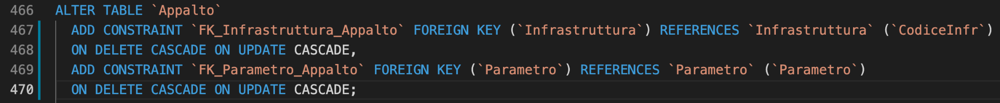 466 ALTER TABLE `Appalto`
467 ADD CONSTRAINT `FK_Infrastruttura_Appalto` FOREIGN KEY (`Infrastruttura`) REFERENCES `Infrastruttura` (`CodiceInfr`)
468 ON DELETE CASCADE ON UPDATE CASCADE,
469 ADD CONSTRAINT `FK_Parametro_Appalto` FOREIGN KEY (`Parametro`) REFERENCES `Parametro` (`Parametro`)
470 ON DELETE CASCADE ON UPDATE CASCADE;